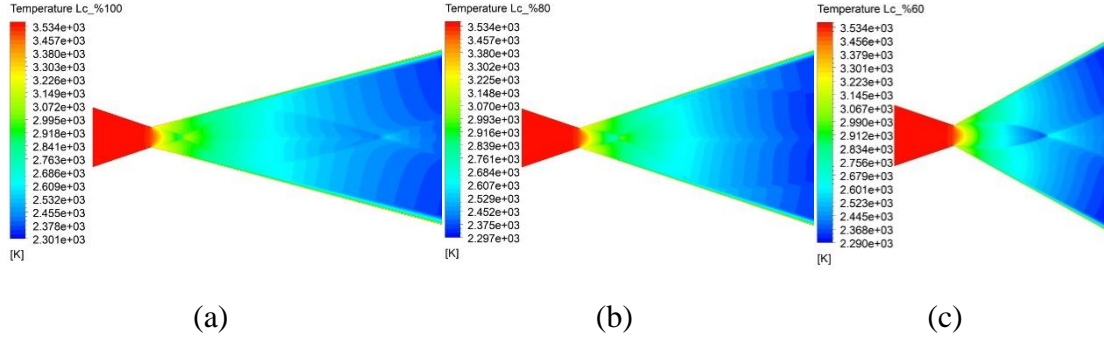 Temperature Lc_%100
3.534e+03
3.457e+03
3.380e+03
3.303e+03
3.226e+03
3.149e+03
3.072e+03
2.995e+03
2.918e+03
2.841e+03
2.763e+03
2.686e+03
2.609e+03
2.532e+03
2.455e+03
2.378e+03
2.301e+03
[K]
Temperature Lc_%80
3.534e+03
3.457e+03
3.380e+03
3.302e+03
3.225e+03
3.148e+03
3.070e+03
2.993e+03
2.916e+03
2.839e+03
2.761e+03
2.684e+03
2.607e+03
2.529e+03
2.452e+03
2.375e+03
2.297e+03
[K]
Temperature Lc_%60
3.534e+03
3.456e+03
3.379e+03
3.301e+03
3.223e+03
3.145e+03
3.067e+03
2.990e+03
2.912e+03
2.834e+03
2.756e+03
2.679e+03
2.601e+03
2.523e+03
2.445e+03
2.368e+03
2.290e+03
[K]
(a)
(b)
(c)